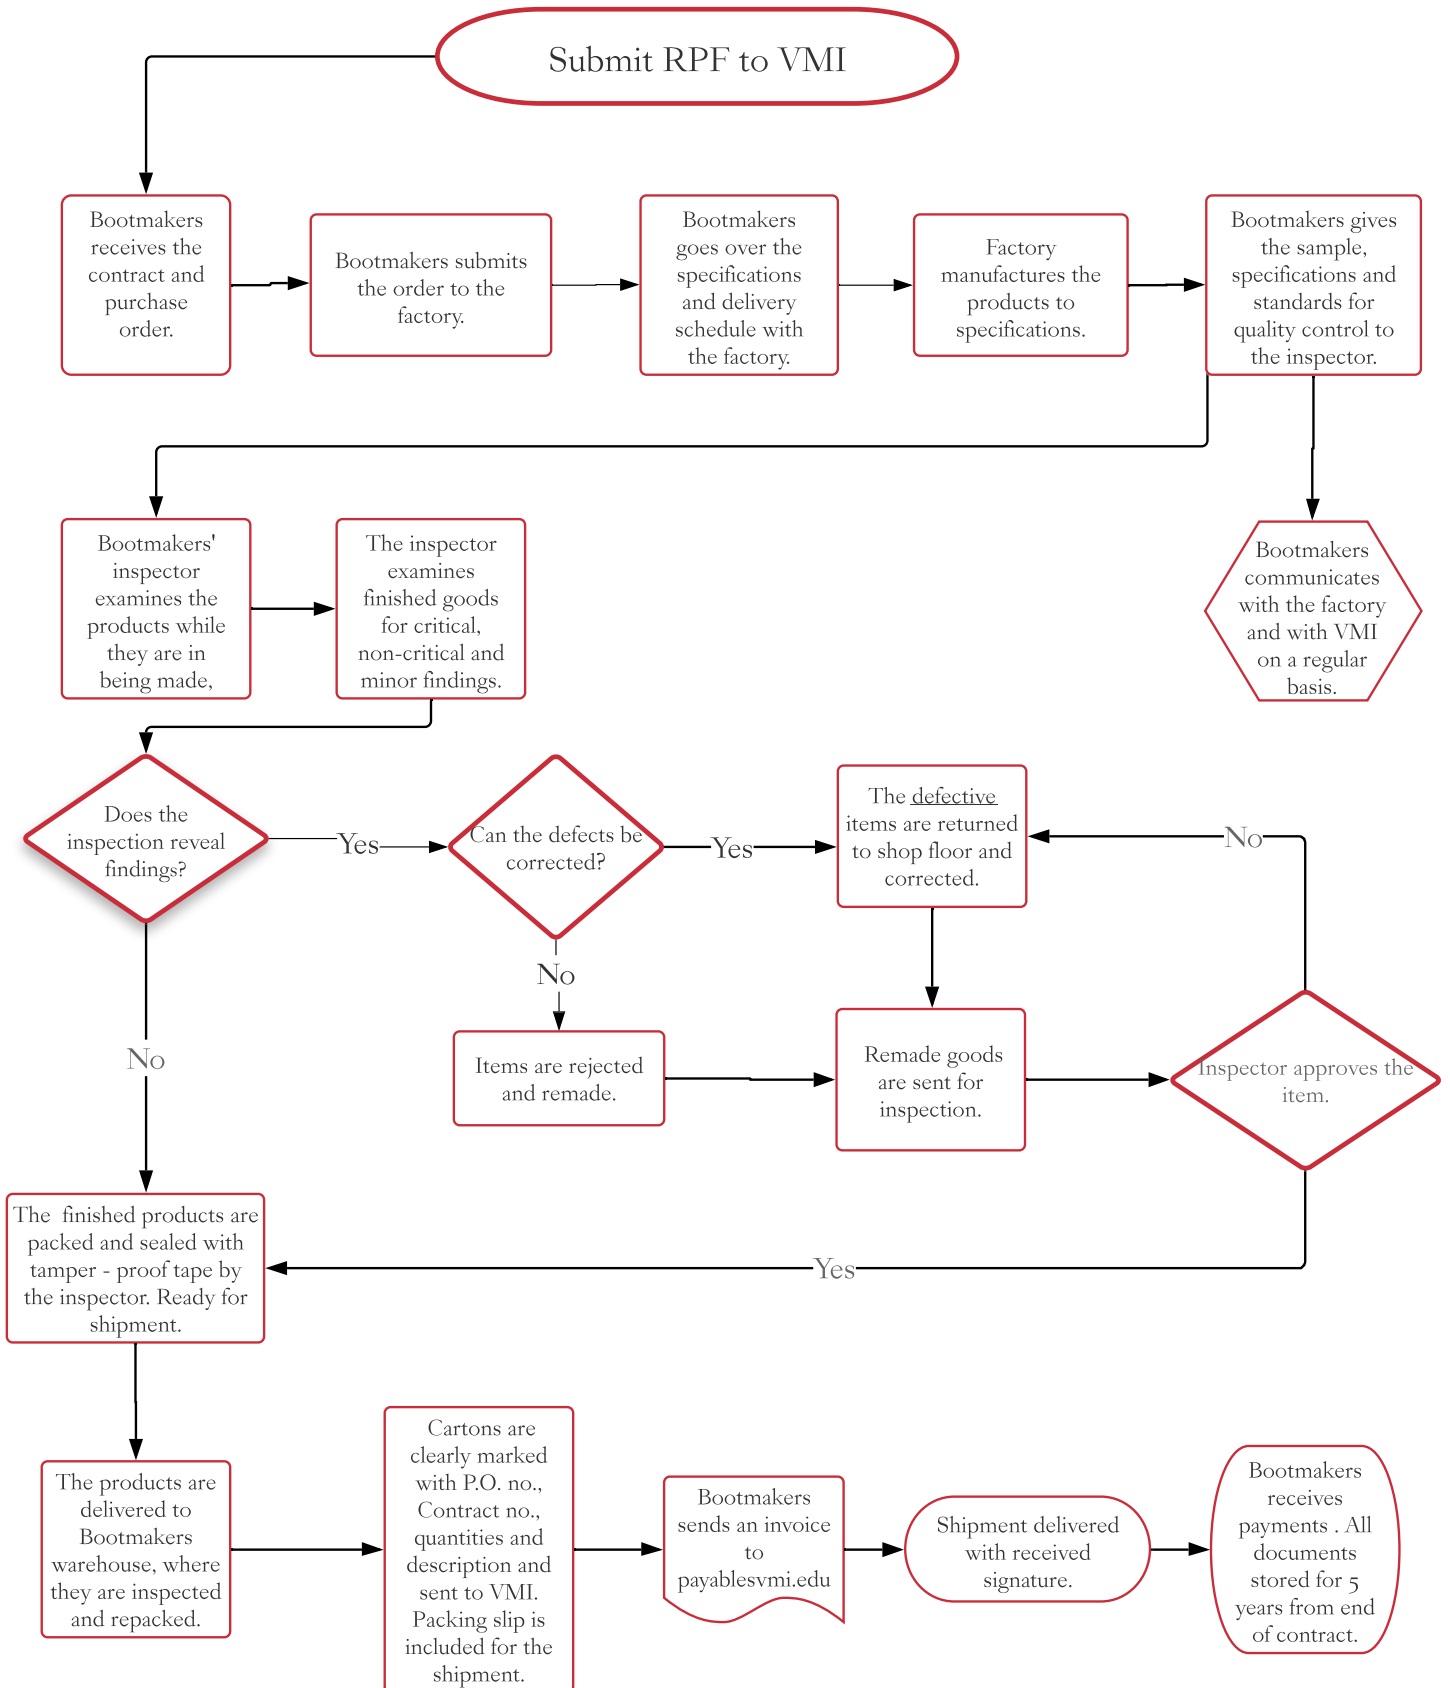 Submit RPF to VMI
Bootmakers
receives the
contract and
purchase
order.
Bootmakers submits
the order to the
factory.
Bootmakers
goes over the
specifications
and delivery
schedule with
the factory.
Factory
manufactures the
products to
specifications.
Bootmakers gives
the sample,
specifications and
standards for
quality control to
the inspector.
Bootmakers'
inspector
examines the
products while
they are in
being made,
The inspector
examines
finished goods
for critical,
non-critical and
minor findings.
Bootmakers
communicates
with the factory
and with VMI
on a regular
basis.
Does the
inspection reveal
findings?
Yes
Can the defects be
corrected?
Yes
The defective
items are returned
to shop floor and
corrected.
No
No
No
Items are rejected
and remade.
Remade goods
are sent for
inspection.
Inspector approves the
item.
The finished products are
packed and sealed with
tamper - proof tape by
the inspector. Ready for
shipment.
Yes
The products are
delivered to
Bootmakers
warehouse, where
they are inspected
and repacked.
Cartons are
clearly marked
with P.O. no.,
Contract no.,
quantities and
description and
sent to VMI.
Packing slip is
included for the
shipment.
Bootmakers
sends an invoice
to
payablesvmi.edu
Shipment delivered
with received
signature.
Bootmakers
receives
payments . All
documents
stored for 5
years from end
of contract.